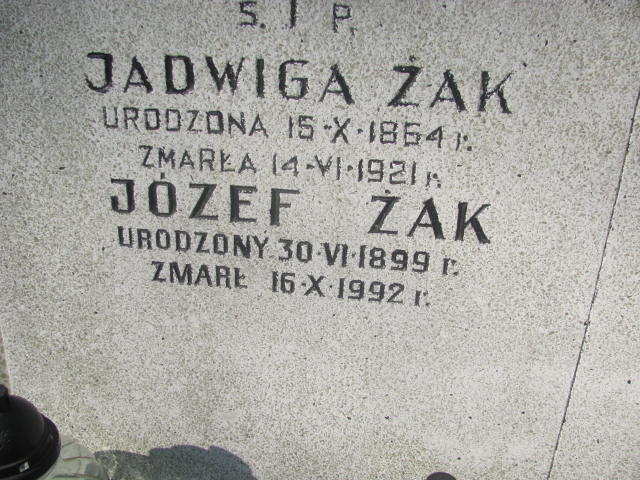 Ś. I P.
JADWIGA ŻAK
URODZONA 15·X·1864 r.
ZMARŁA 14·VI·1921 r.
JÓZEF ŻAK
URODZONY 30·VI·1899 r.
ZMARŁ 16·X·1992 r.